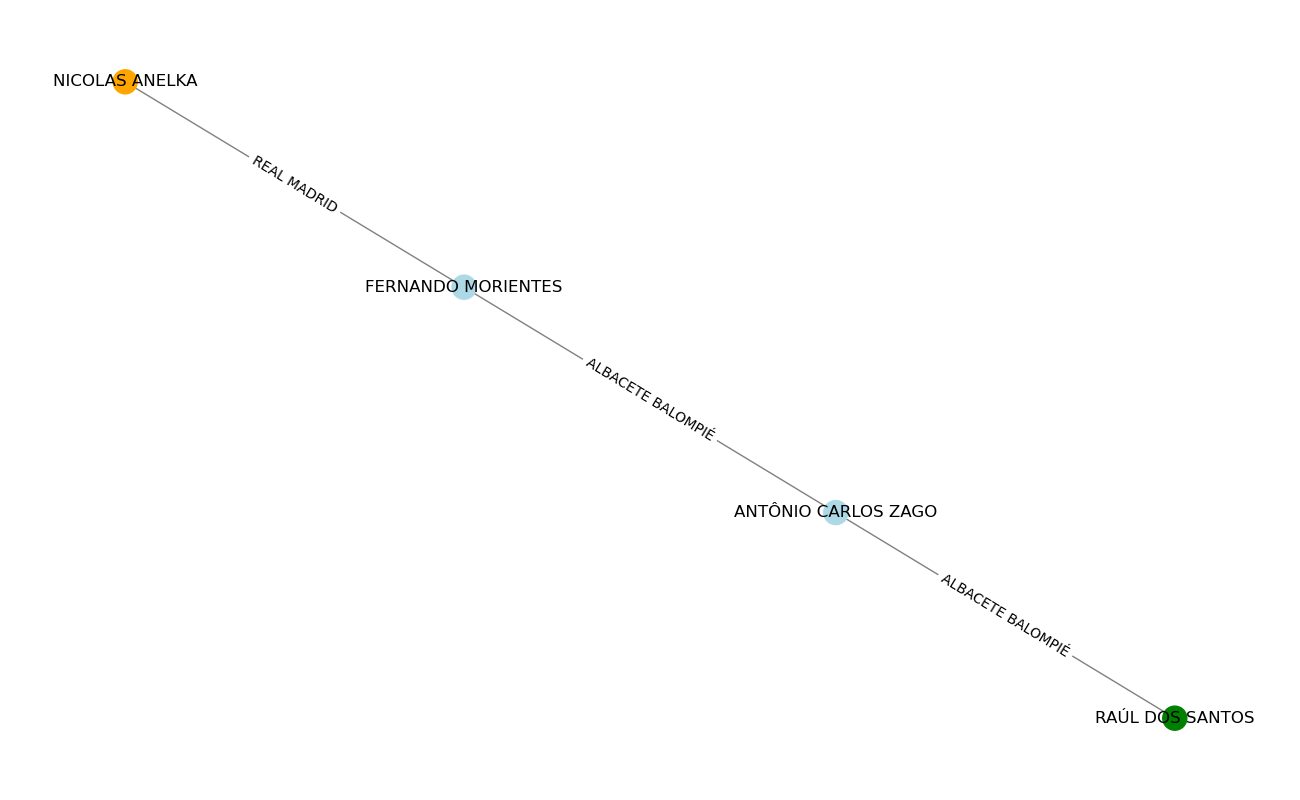 NICOLAS ANELKA
REAL MADRID
FERNANDO MORIENTES
ALBACETE BALOMPIÉ
ANTÔNIO CARLOS ZAGO
ALBACETE BALOMPIÉ
RAÚL DOS SANTOS